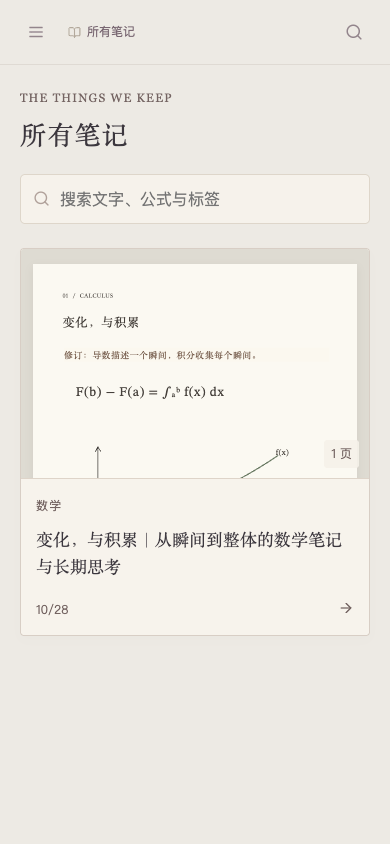 所有笔记
THE THINGS WE KEEP
所有笔记
搜索文字、公式与标签
01 / CALCULUS
变化，与积累
修订：导数描述一个瞬间，积分收集每个瞬间。
F(b) − F(a) = ∫ₐᵇ f(x) dx
f(x)
1 页
数学
变化，与积累｜从瞬间到整体的数学笔记
与长期思考
10/28